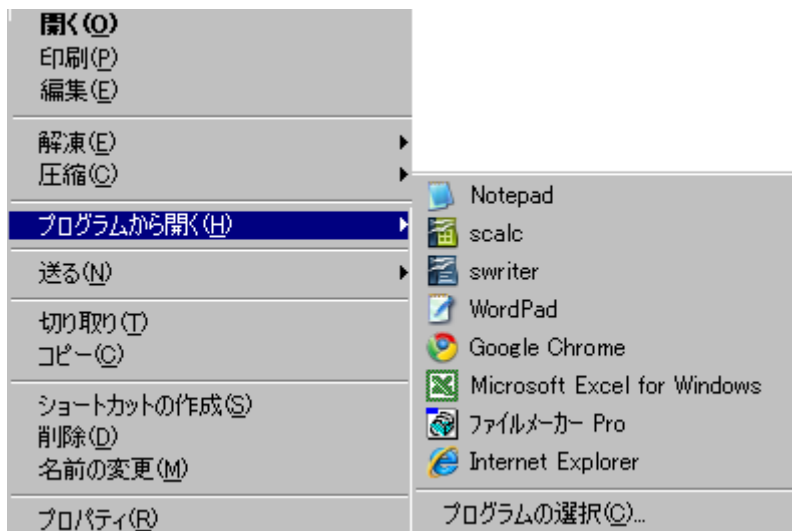 開く(O)
印刷(P)
編集(E)
解凍(E)
圧縮(C)
プログラムから開く(H)
送る(N)
切り取り(T)
コピー(C)
ショートカットの作成(S)
削除(D)
名前の変更(M)
プロパティ(R)
Notepad
scalc
swriter
WordPad
Google Chrome
Microsoft Excel for Windows
ファイルメーカー Pro
Internet Explorer
プログラムの選択(C)...